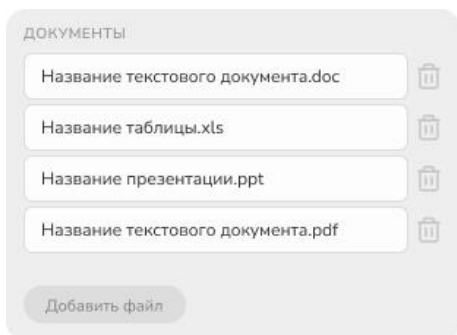 ДОКУМЕНТЫ
Название текстового документа.doc
Название таблицы.xls
Название презентации.ppt
Название текстового документа.pdf
Добавить файл